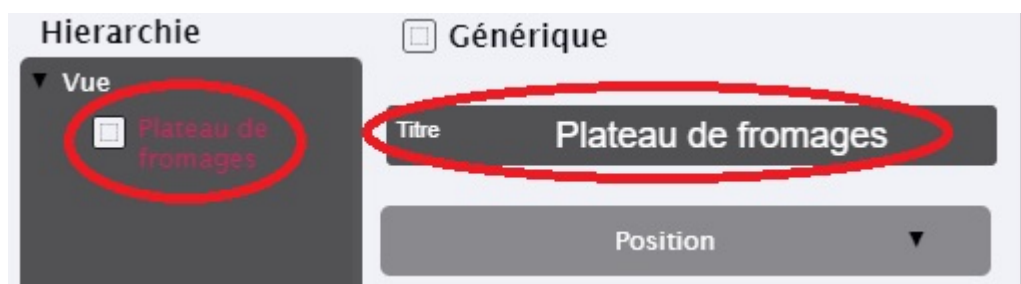 Hierarchie
Générique
Vue
Plateau de
fromages
Titre
Plateau de fromages
Position